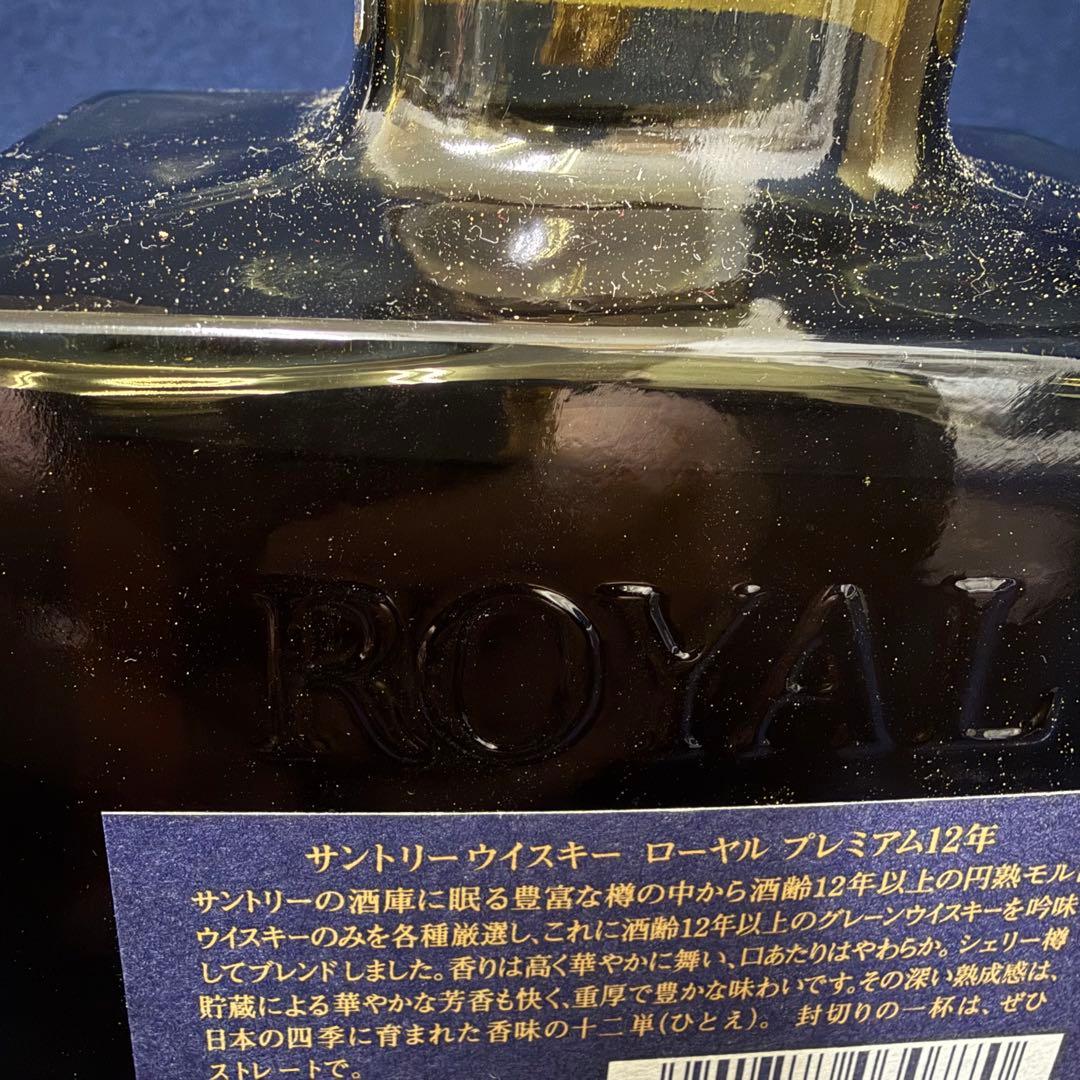 ROYAL
サントリーウイスキー ローヤル プレミアム12年
サントリーの酒庫に眠る豊富な樽の中から酒齢12年以上の円熟モル
ウイスキーのみを各種厳選し、これに酒齢12年以上のグレーンウイスキーを吟味
してブレンドしました。香りは高く華やかに舞い、口あたりはやわらか。シェリー樽
貯蔵による華やかな芳香も快く、重厚で豊かな味わいです。その深い熟成感は、
日本の四季に育まれた香味の十二単(ひとえ)。 封切りの一杯は、ぜひ
ストレートで。